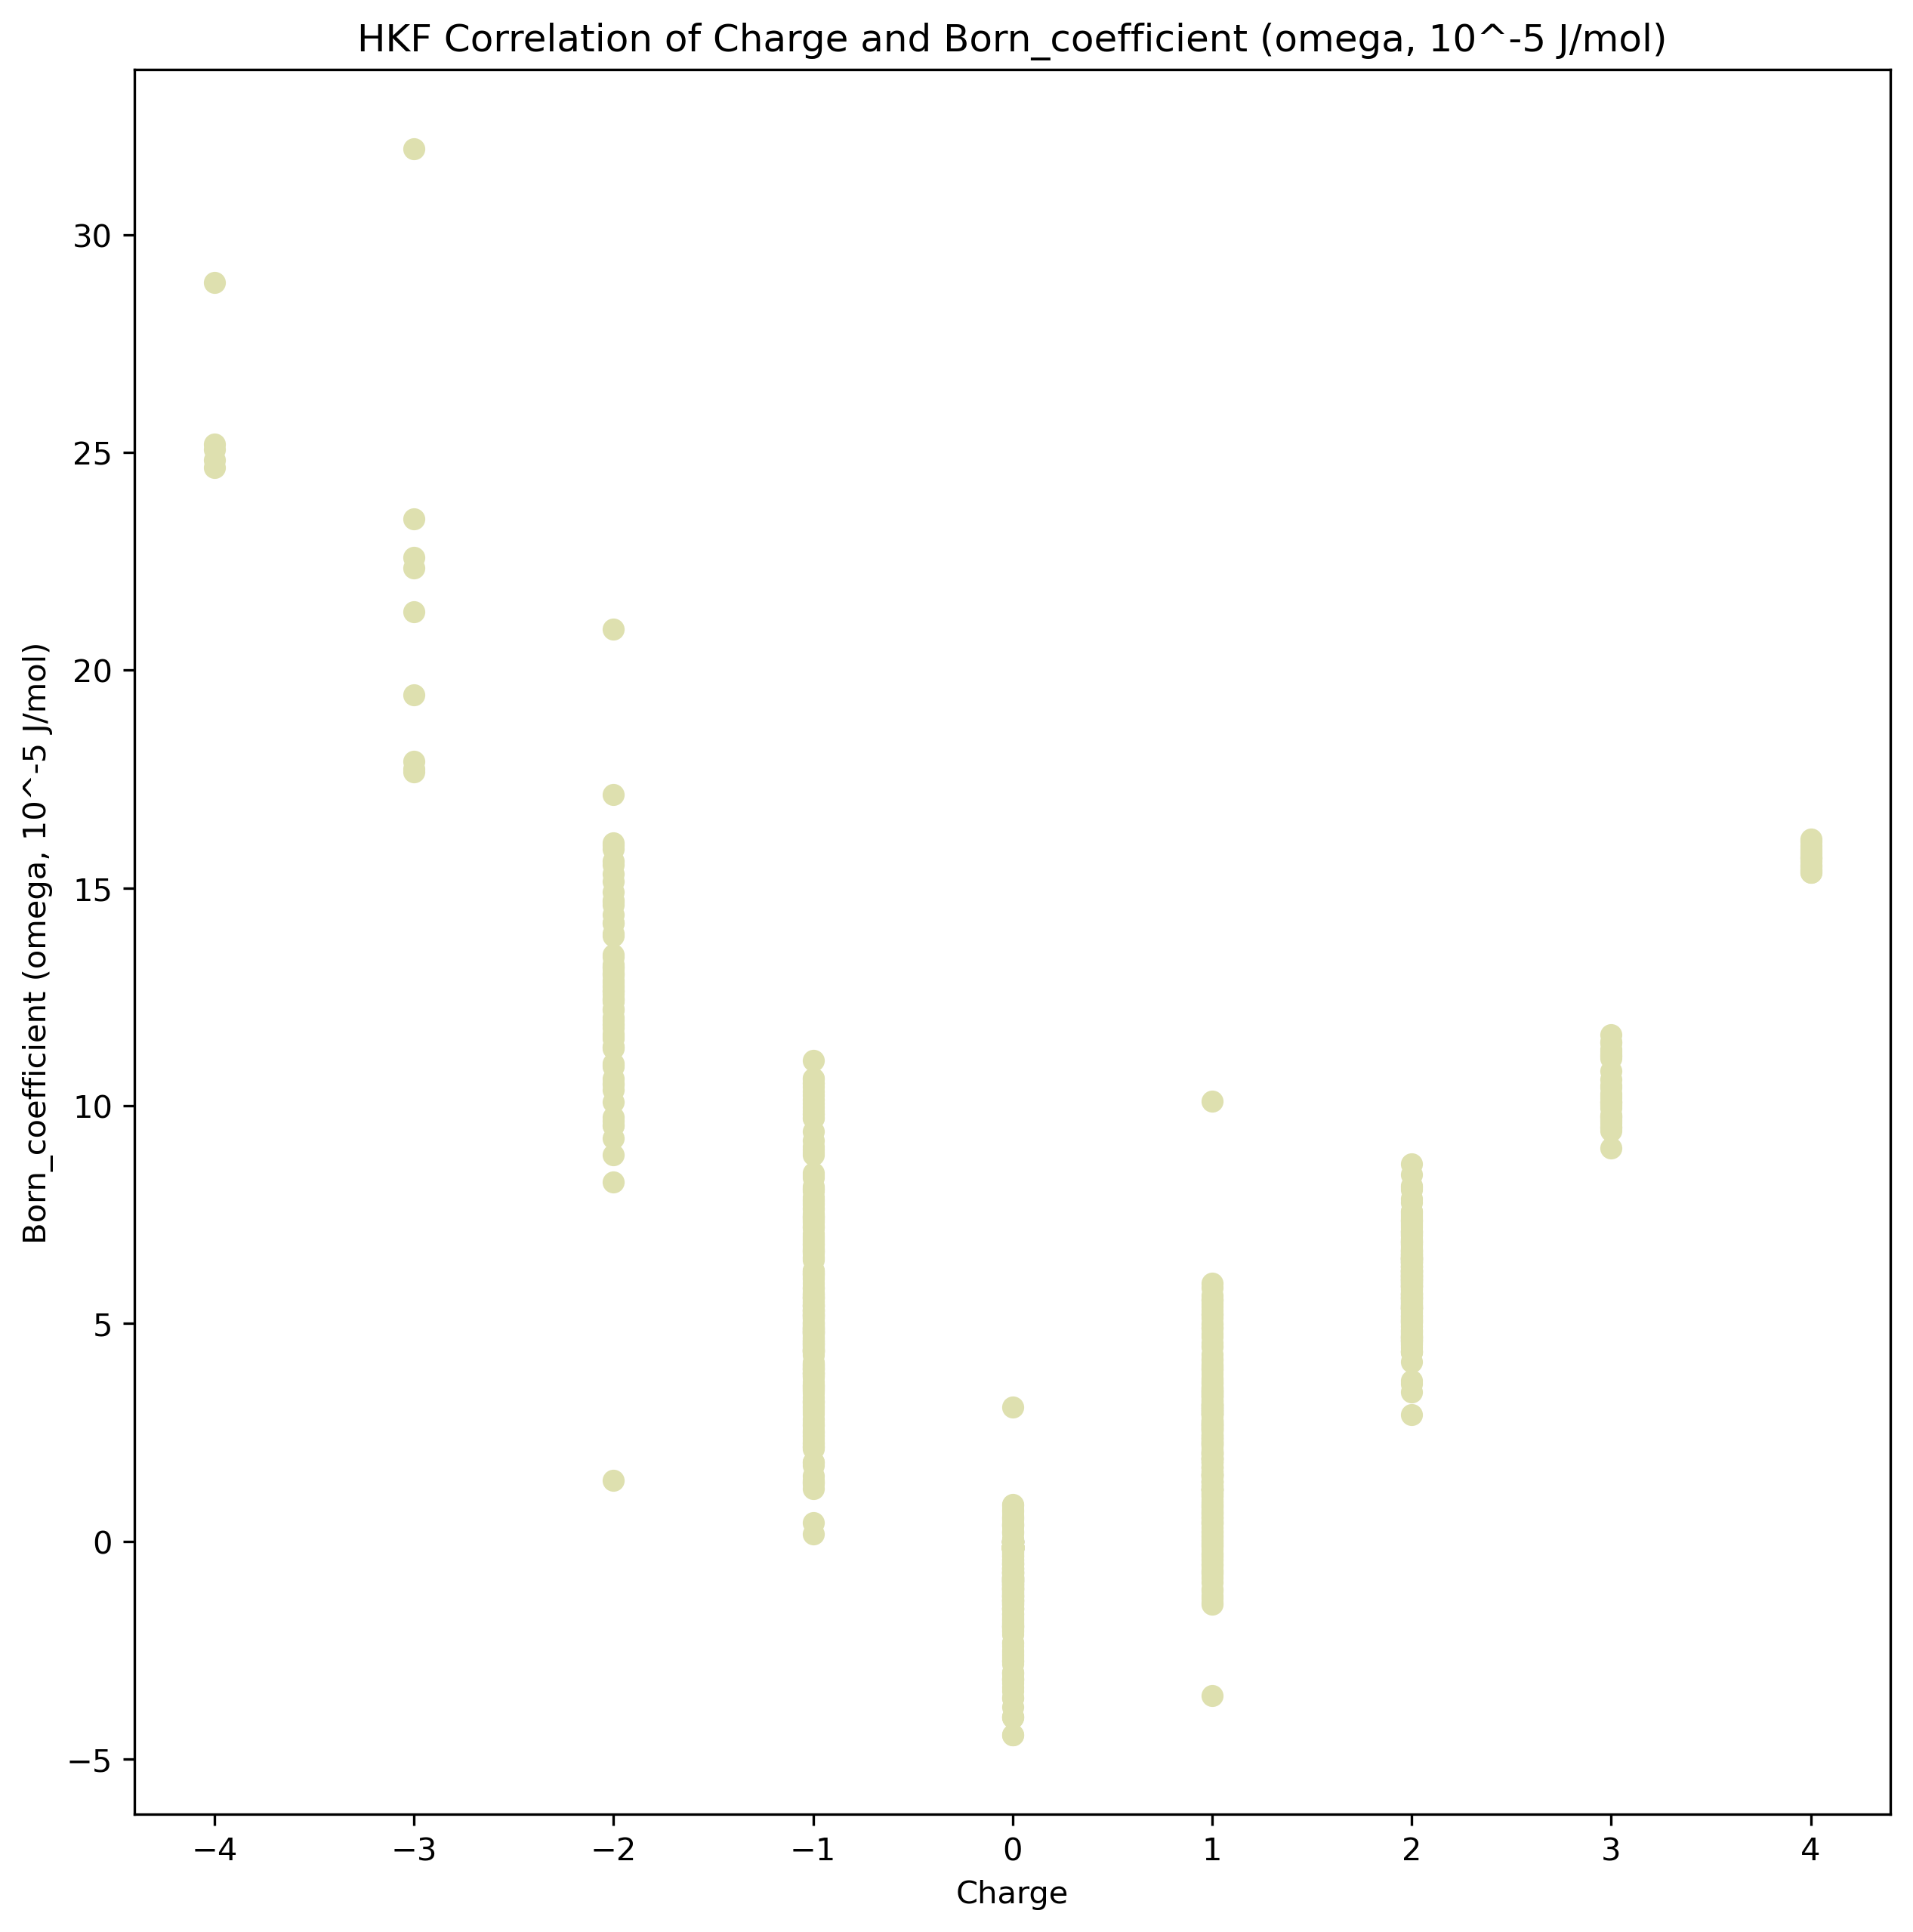 HKF Correlation of Charge and Born_coefficient (omega, 10^-5 J/mol)
Born_coefficient (omega, 10^-5 J/mol)
30
25
20
15
10
5
0
−5
−4 −3 −2 −1 0 1 2 3 4
Charge